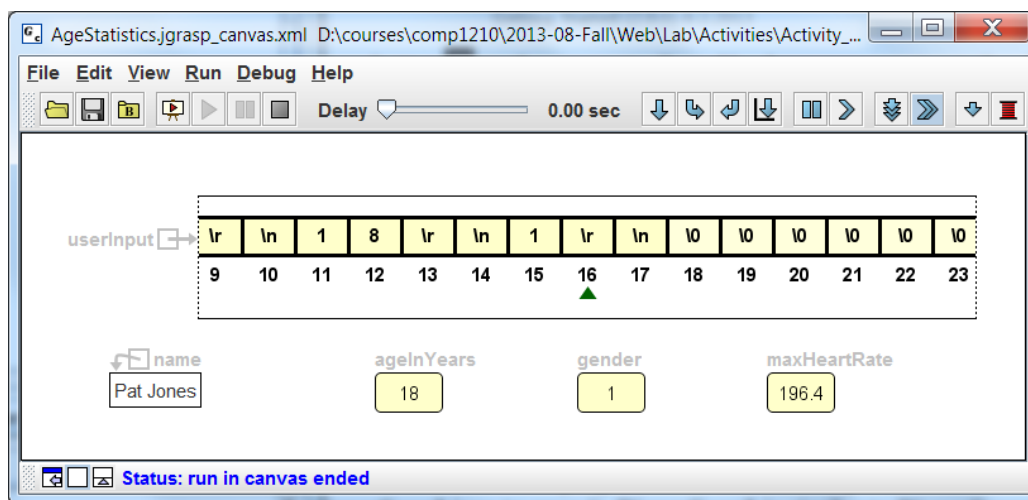 AgeStatistics.jgrasp_canvas.xml D:\courses\comp1210\2013-08-Fall\Web\Lab\Activities\Activity_...
File Edit View Run Debug Help
Delay 0.00 sec
userInput \r \n 1 8 \r \n 1 \r \n \0 \0 \0 \0 \0 \0
9 10 11 12 13 14 15 16 17 18 19 20 21 22 23
name ageInYears gender maxHeartRate
Pat Jones 18 1 196.4
Status: run in canvas ended